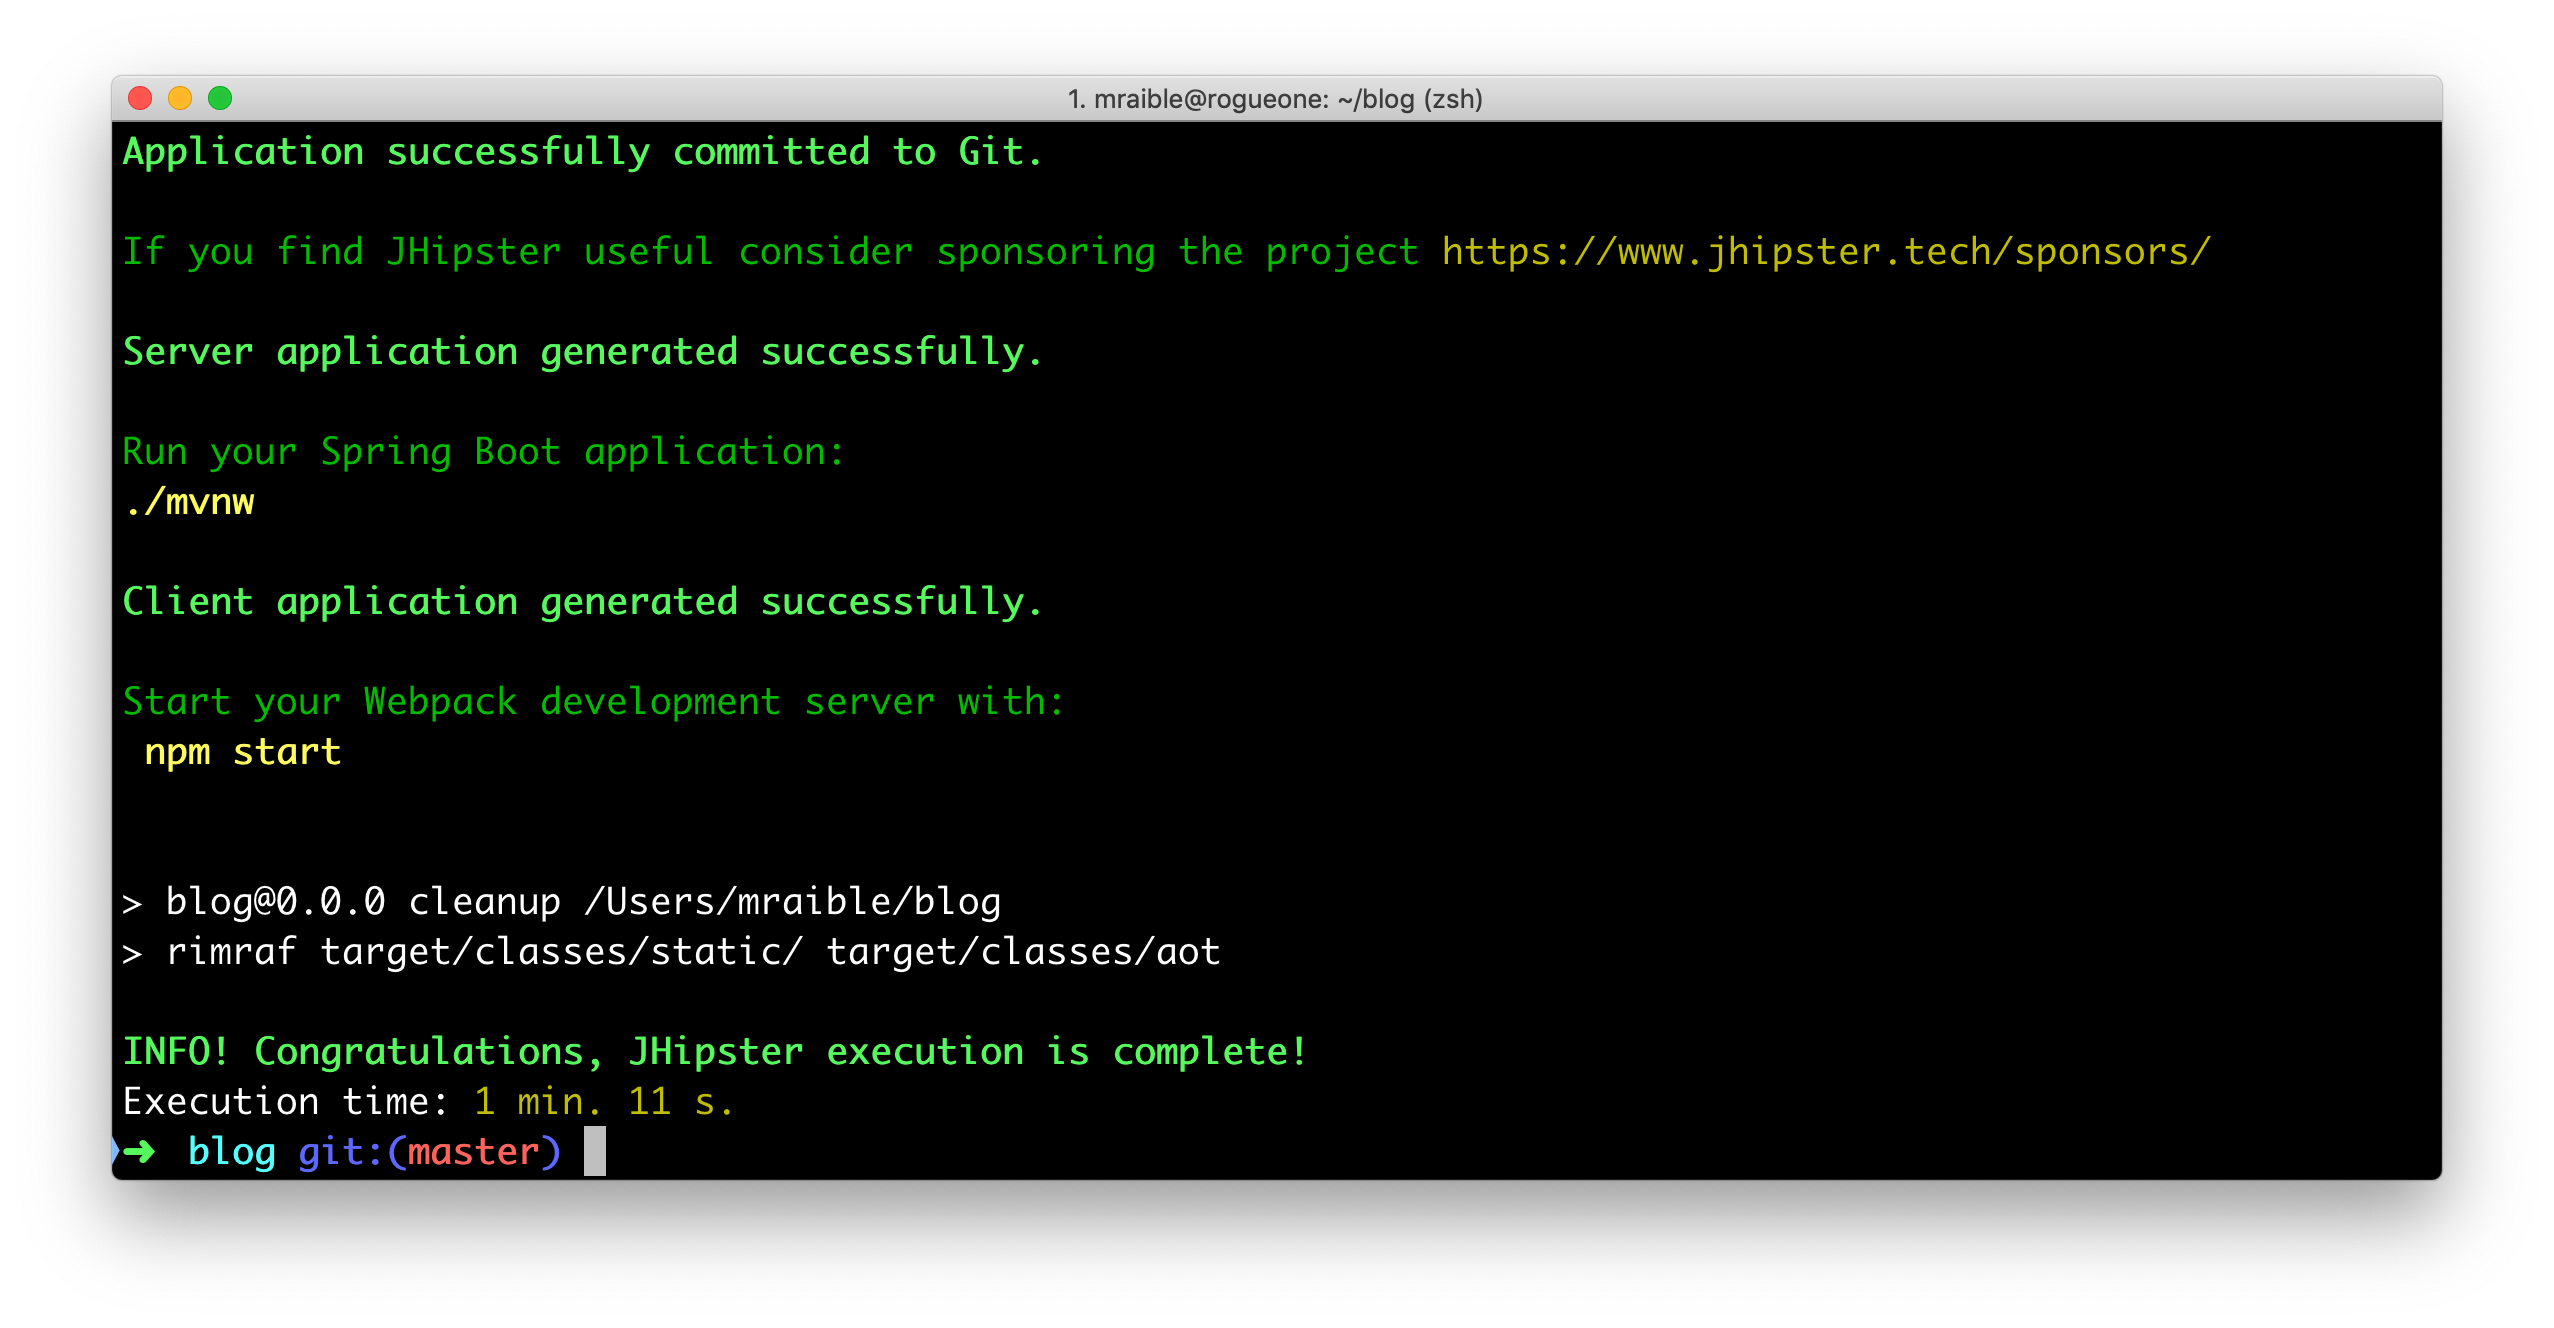 1. mraible@rogueone: ~/blog (zsh)
Application successfully committed to Git.
If you find JHipster useful consider sponsoring the project https://www.jhipster.tech/sponsors/
Server application generated successfully.
Run your Spring Boot application:
./mvnw
Client application generated successfully.
Start your Webpack development server with:
npm start
> blog@0.0.0 cleanup /Users/mraible/blog
> rimraf target/classes/static/ target/classes/aot
INFO! Congratulations, JHipster execution is complete!
Execution time: 1 min. 11 s.
➜ blog git:(master)